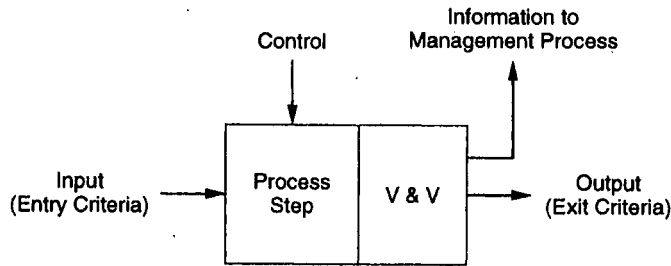 Information to
Management Process
Control
Input
(Entry Criteria)
Process
Step
V & V
Output
(Exit Criteria)